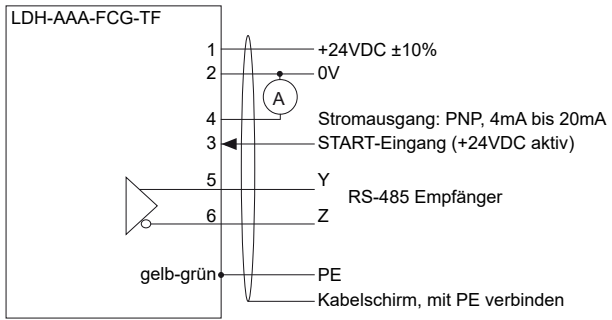 LDH-AAA-FCG-TF
1 +24VDC ±10%
2 0V
A
4 Stromausgang: PNP, 4mA bis 20mA
3 START-Eingang (+24VDC aktiv)
5 Y
RS-485 Empfänger
6 Z
gelb-grün PE
Kabelschirm, mit PE verbinden